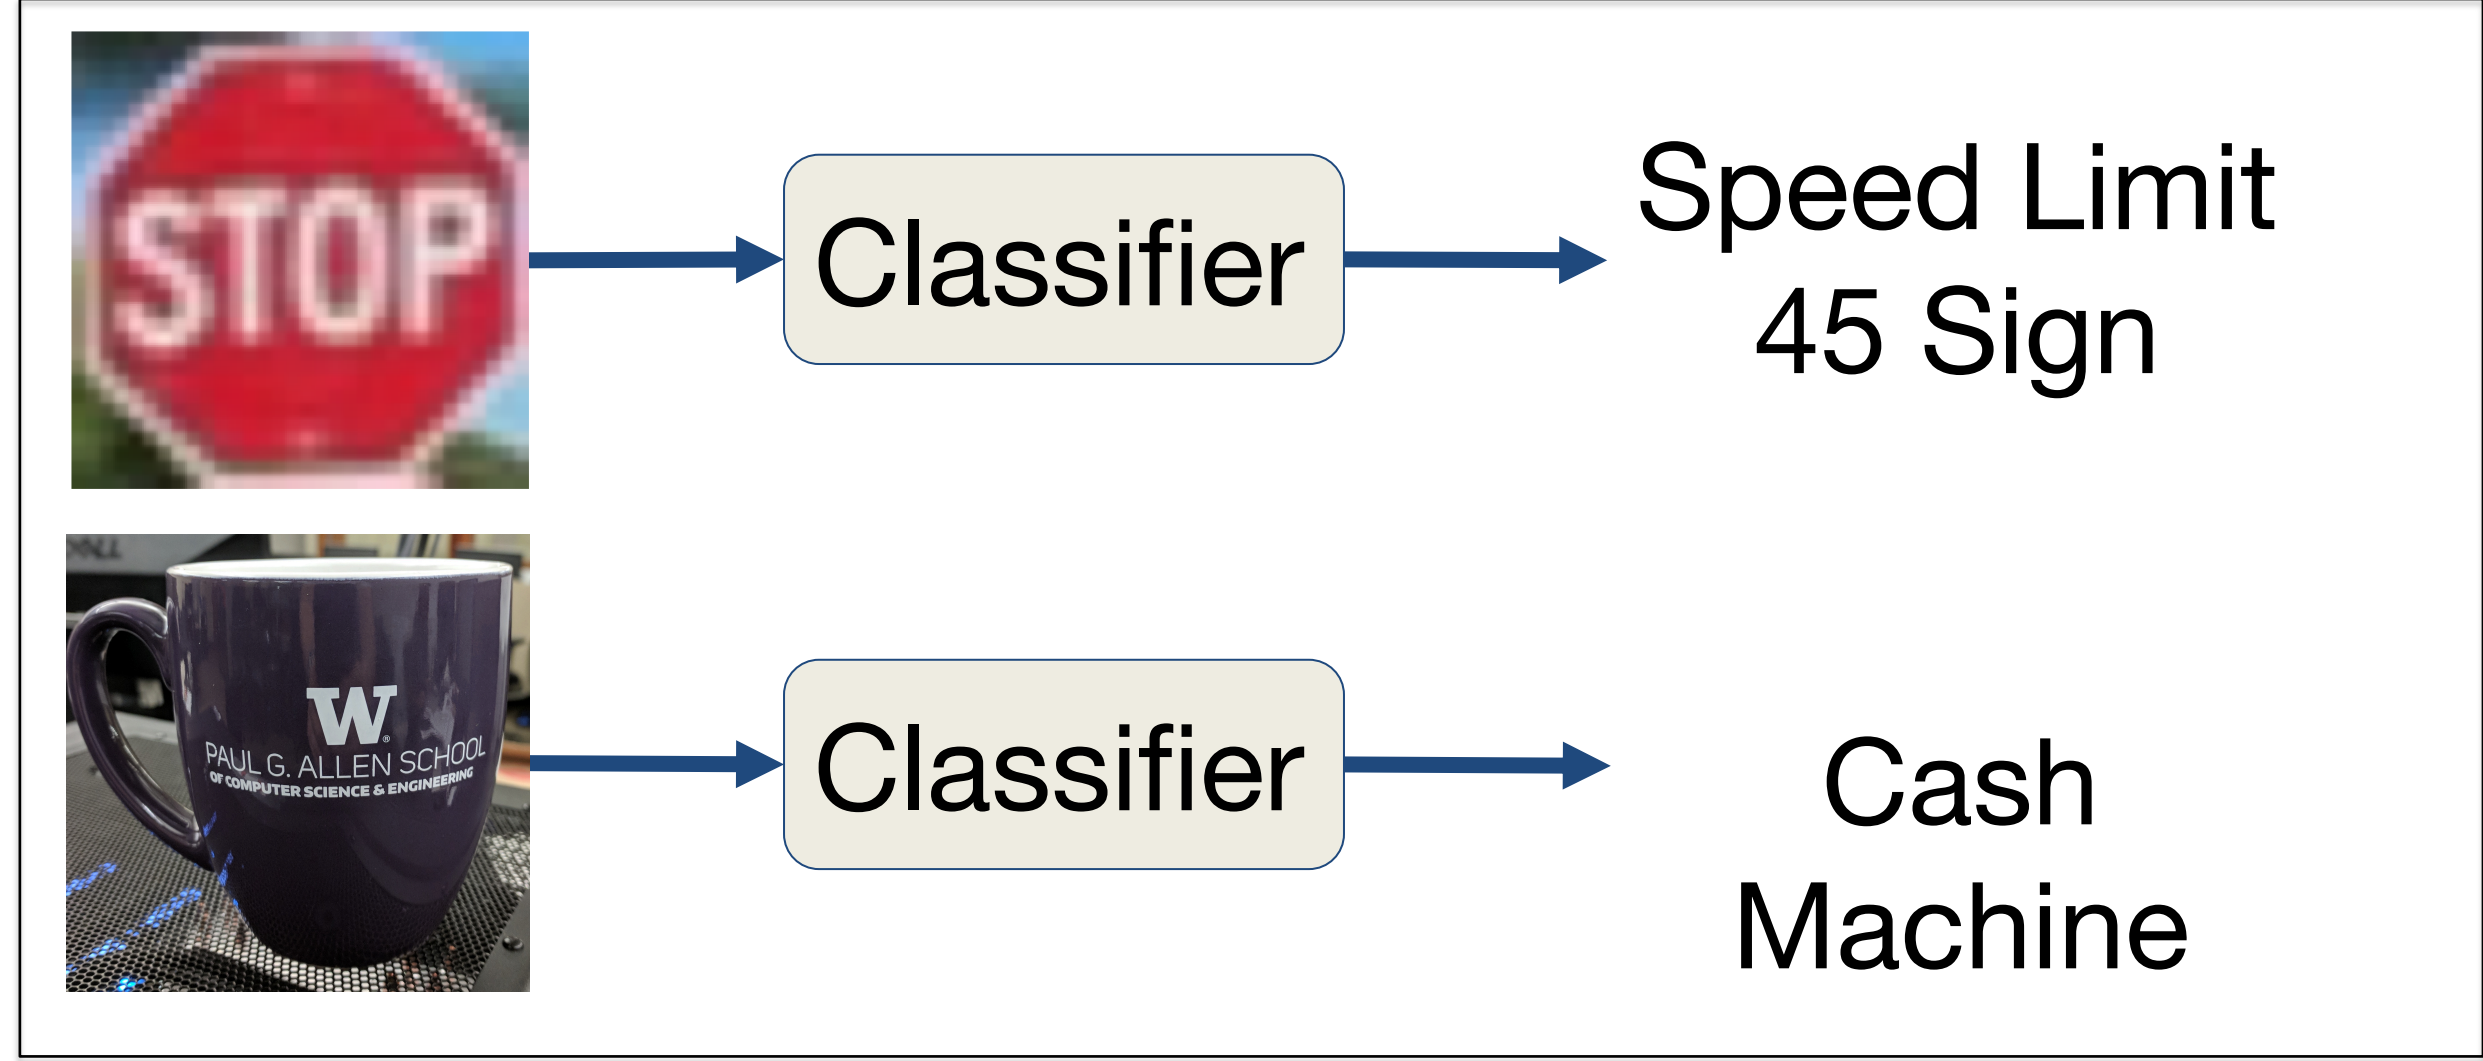 STOP
Classifier
Speed Limit
45 Sign
W
PAUL G. ALLEN SCHOOL
OF COMPUTER SCIENCE & ENGINEERING
Classifier
Cash
Machine